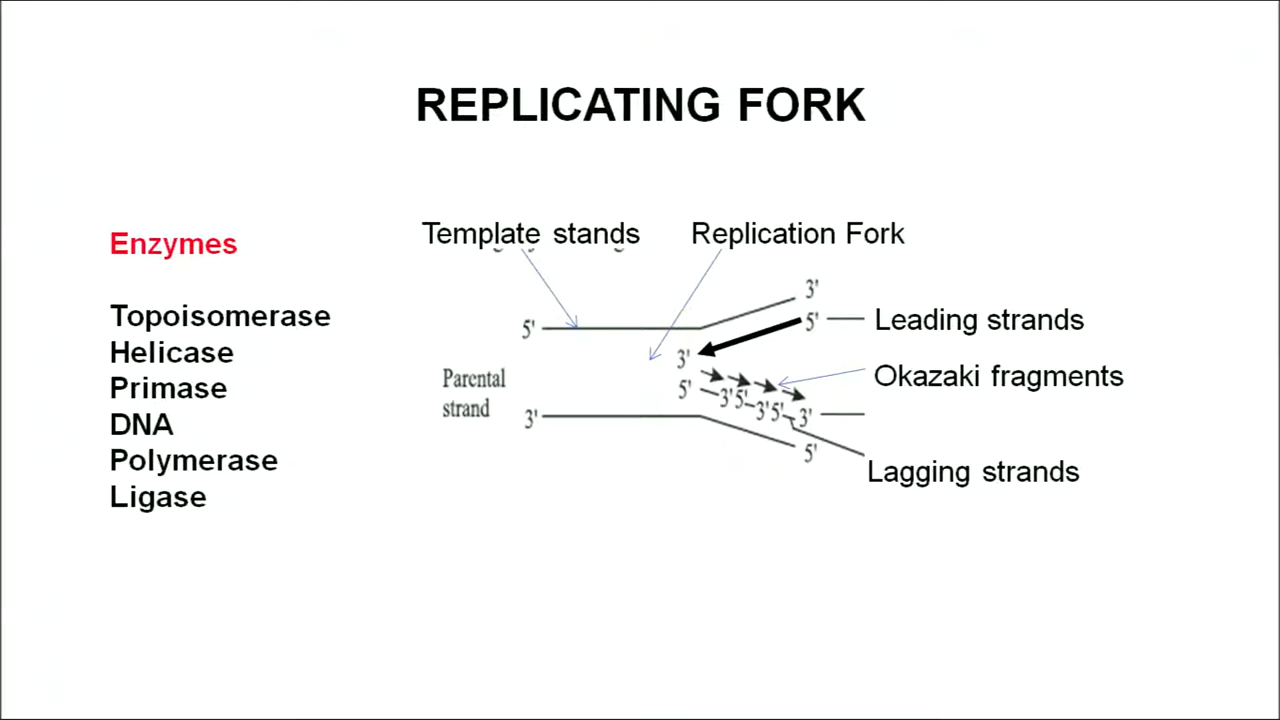 REPLICATING FORK
Enzymes
Topoisomerase
Helicase
Primase
DNA
Polymerase
Ligase
Template stands
Replication Fork
3'
5'
5'
Leading strands
3'
Parental
strand
5'
3'5'
3'5'
3'
Okazaki fragments
3'
5'
Lagging strands